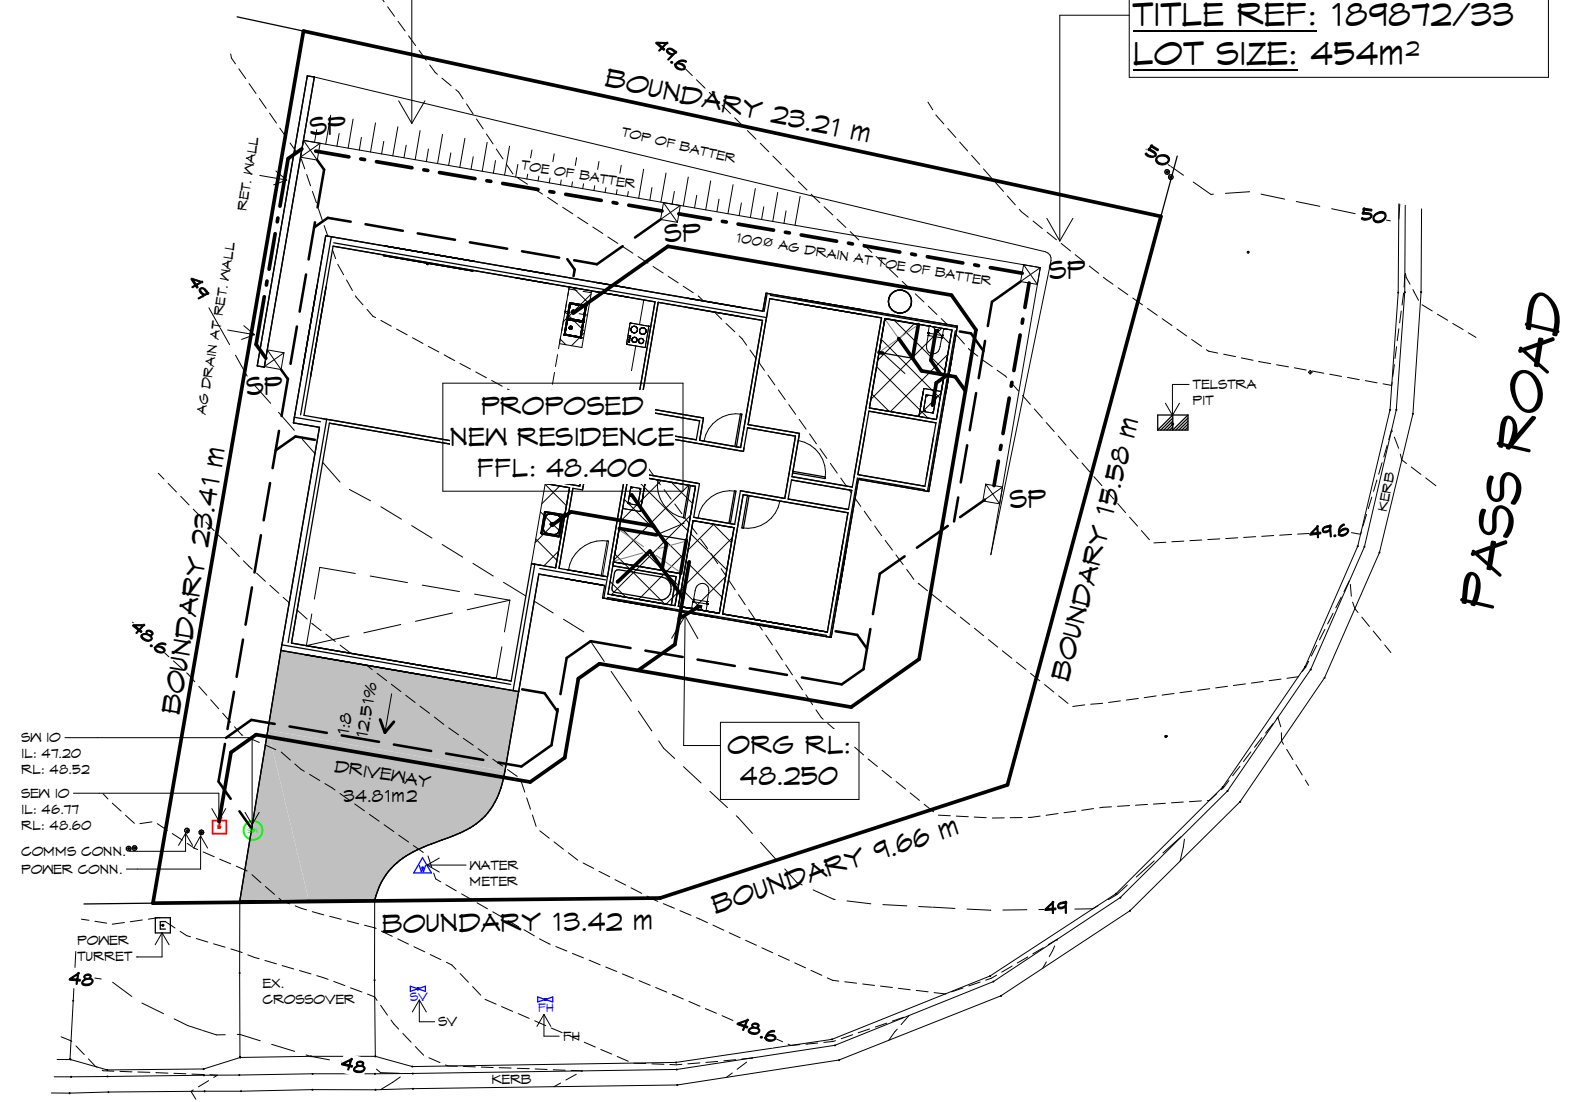 TITLE REF: 189872/33
LOT SIZE: 454m²
49.6
BOUNDARY 23.21 m
TOP OF BATTER
TOE OF BATTER
SP
RET. WALL
50
50
SP
100Ø AG DRAIN AT TOE OF BATTER
SP
49
AG DRAIN AT RET. WALL
SP
TELSTRA
PIT
PROPOSED
NEW RESIDENCE
FFL: 48.400
SP
BOUNDARY 15.58 m
KERB
PASS ROAD
49.6
BOUNDARY 23.41 m
48.6
1:8
12.51%
SW IO
IL: 47.20
RL: 48.52
SEW IO
IL: 46.77
RL: 48.60
COMMS CONN.
POWER CONN.
DRIVEWAY
34.81m2
ORG RL:
48.250
WATER
METER
BOUNDARY 9.66 m
49
BOUNDARY 13.42 m
E
POWER
TURRET
48
EX.
CROSSOVER
SV
SV
FH
FH
48.6
48
KERB